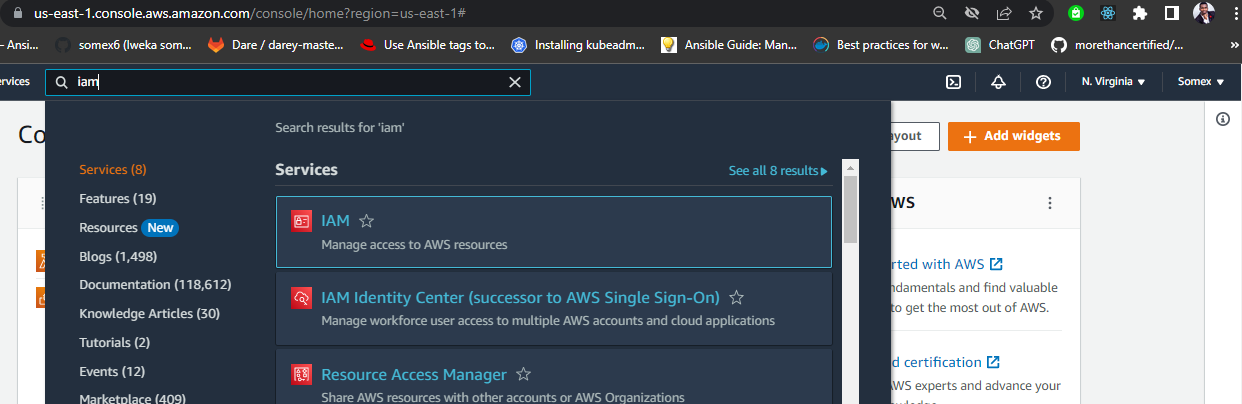 us-east-1.console.aws.amazon.com/console/home?region=us-east-1#
- Ansi...
somex6 (Iweka som...
Dare / darey-maste...
Use Ansible tags to...
Installing kubeadm...
Ansible Guide: Man...
Best practices for w...
ChatGPT
morethancertified/...
»
ervices
iam
N. Virginia
Somex
Co
Search results for 'iam'
ayout
Add widgets
Services (8)
Services
See all 8 results
Features (19)
WS
Resources New
IAM
Manage access to AWS resources
Blogs (1,498)
rted with AWS
Documentation (118,612)
IAM Identity Center (successor to AWS Single Sign-On)
ndamentals and find valuable
Knowledge Articles (30)
Manage workforce user access to multiple AWS accounts and cloud applications
to get the most out of AWS.
Tutorials (2)
d certification
Events (12)
Resource Access Manager
AWS experts and advance your
Marketplace (409)
Share AWS resources with other accounts or AWS Organizations